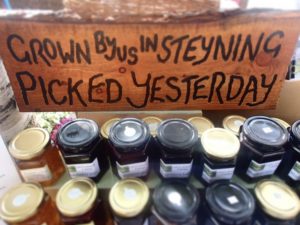 GROWN BY US IN STEYNING
PICKED YESTERDAY